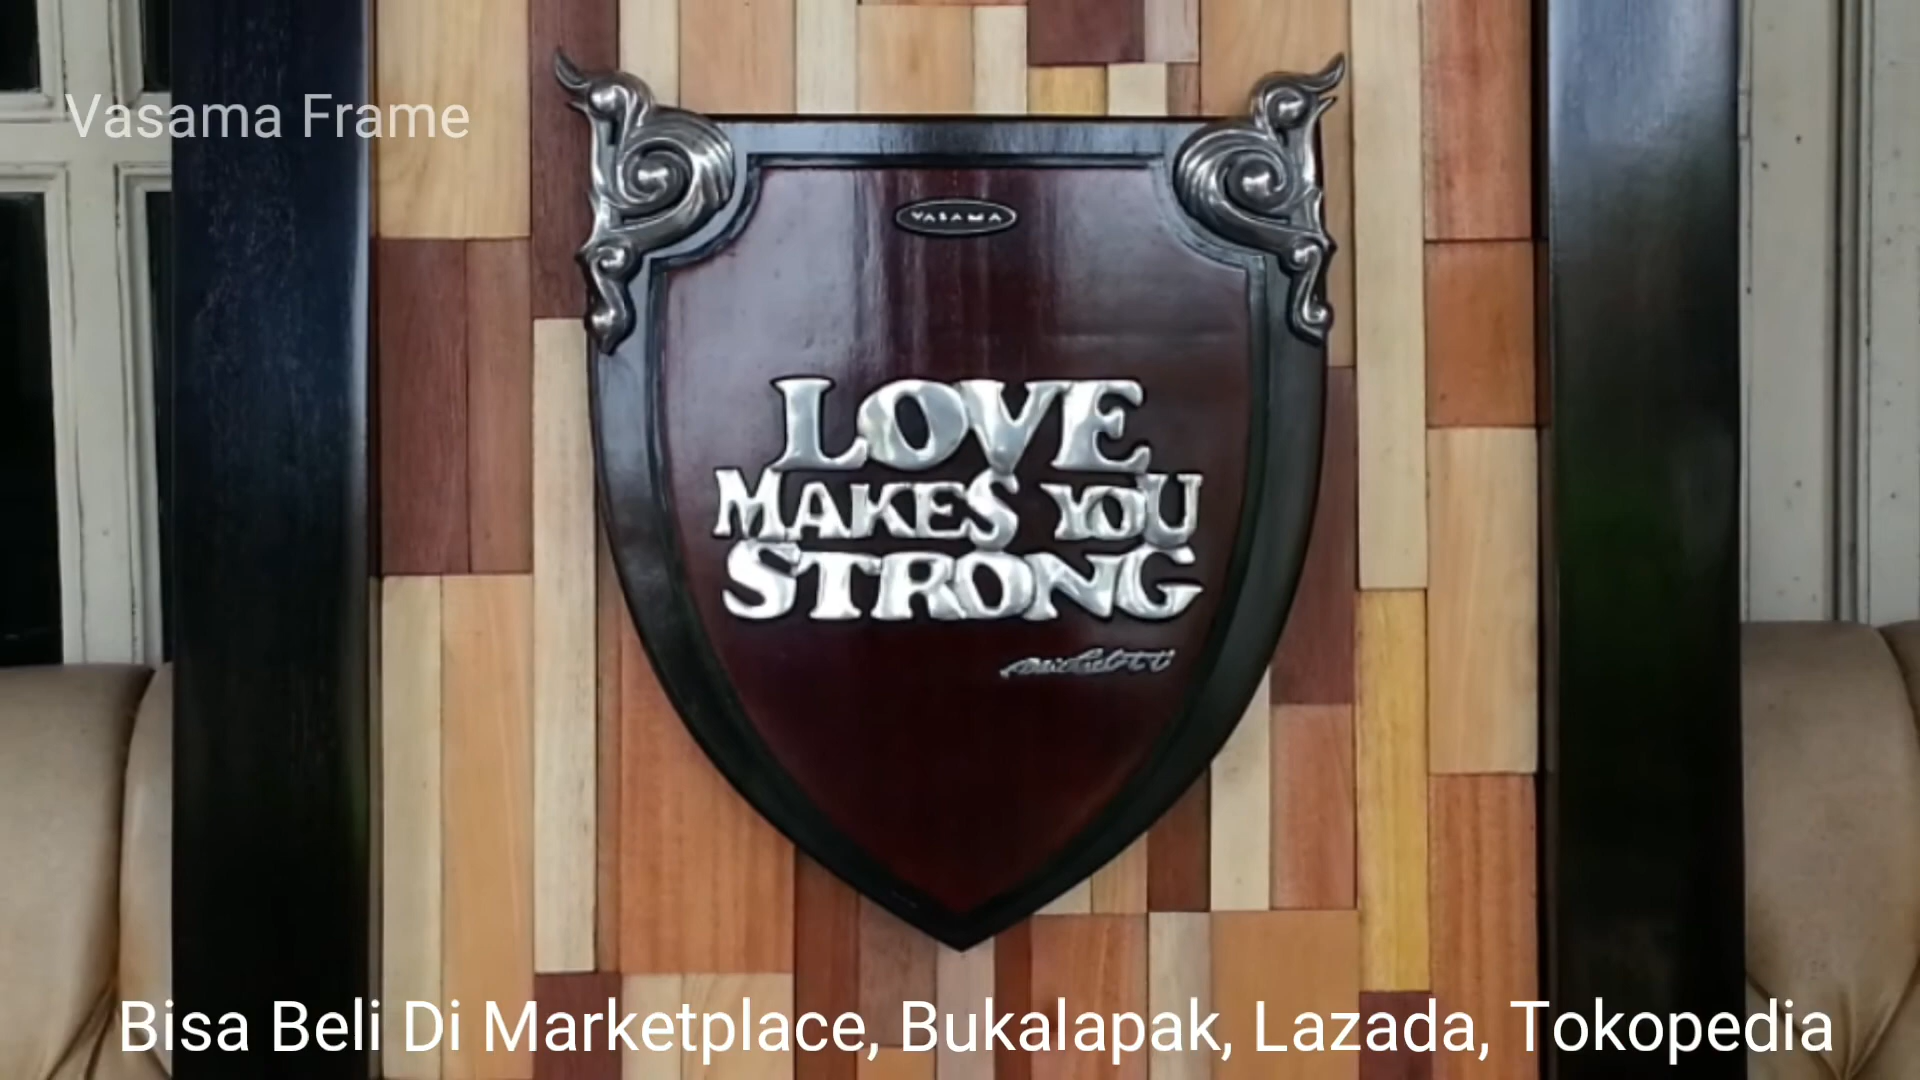 Vasama Frame
VASAMA
LOVE
MAKES YOU
STRONG
Bisa Beli Di Marketplace, Bukalapak, Lazada, Tokopedia